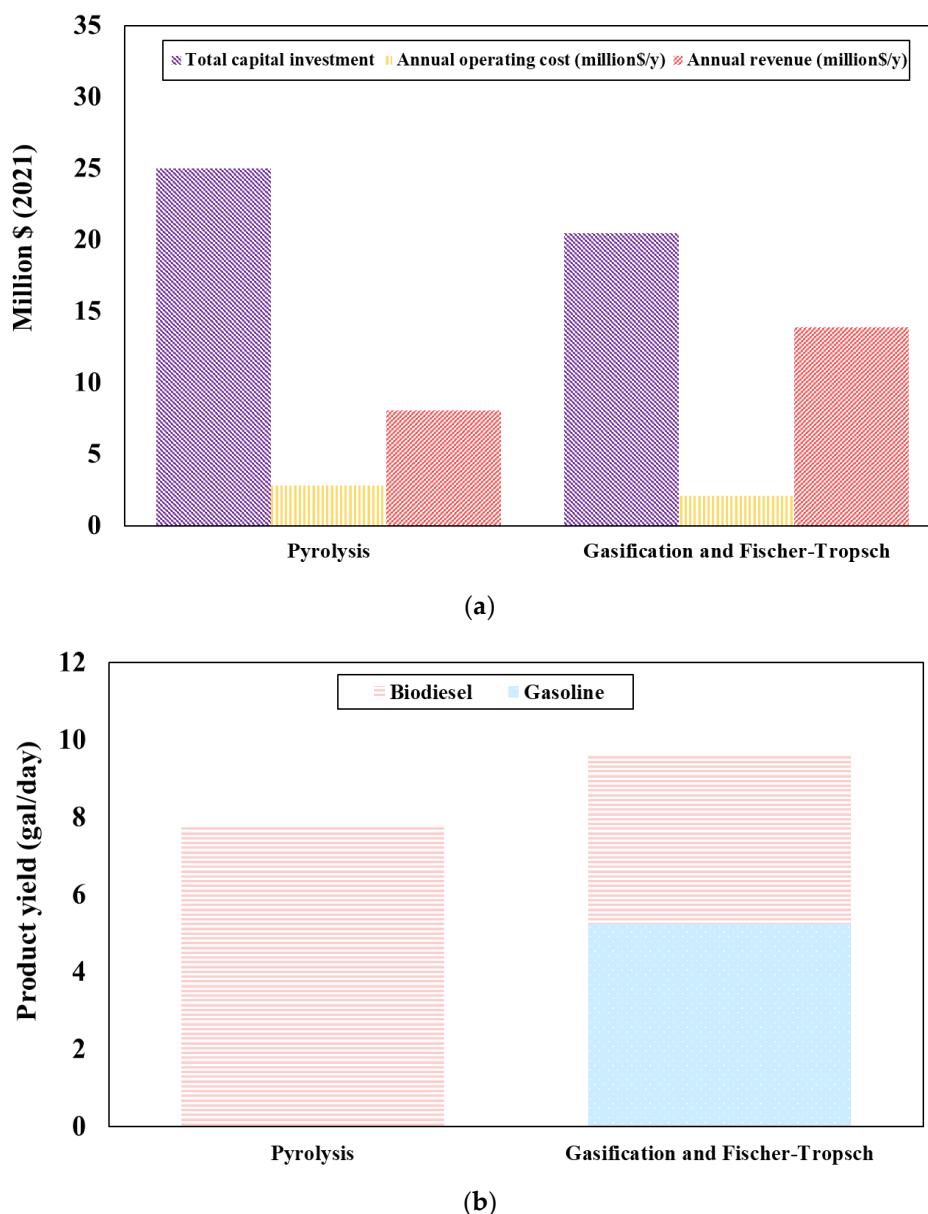 35
Total capital investment Annual operating cost (million$/y) Annual revenue (million$/y)
30
25
20
15
10
5
0
Million $ (2021)
Pyrolysis Gasification and Fischer-Tropsch
(a)
12
Biodiesel Gasoline
10
8
6
4
2
0
Product yield (gal/day)
Pyrolysis Gasification and Fischer-Tropsch
(b)